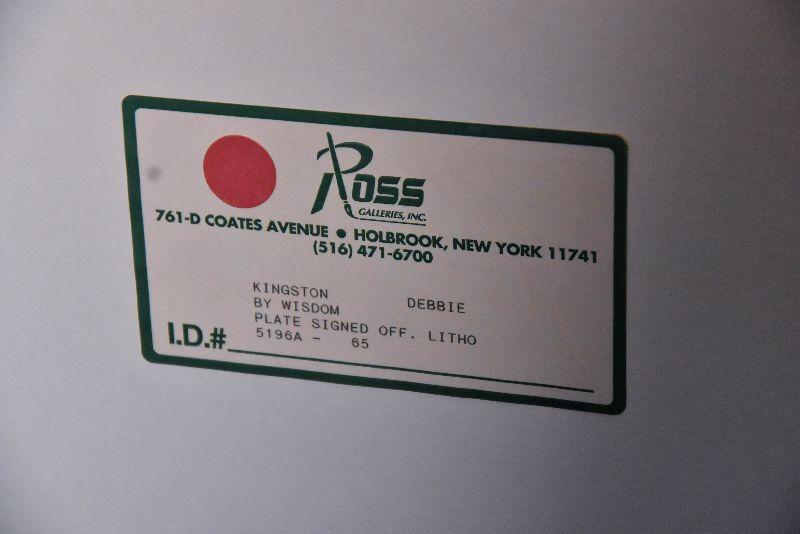 ROSS
GALLERIES, INC.
761-D COATES AVENUE • HOLBROOK, NEW YORK 11741
(516) 471-6700
KINGSTON DEBBIE
BY WISDOM
PLATE SIGNED OFF. LITHO
5196A - 65
I.D.#